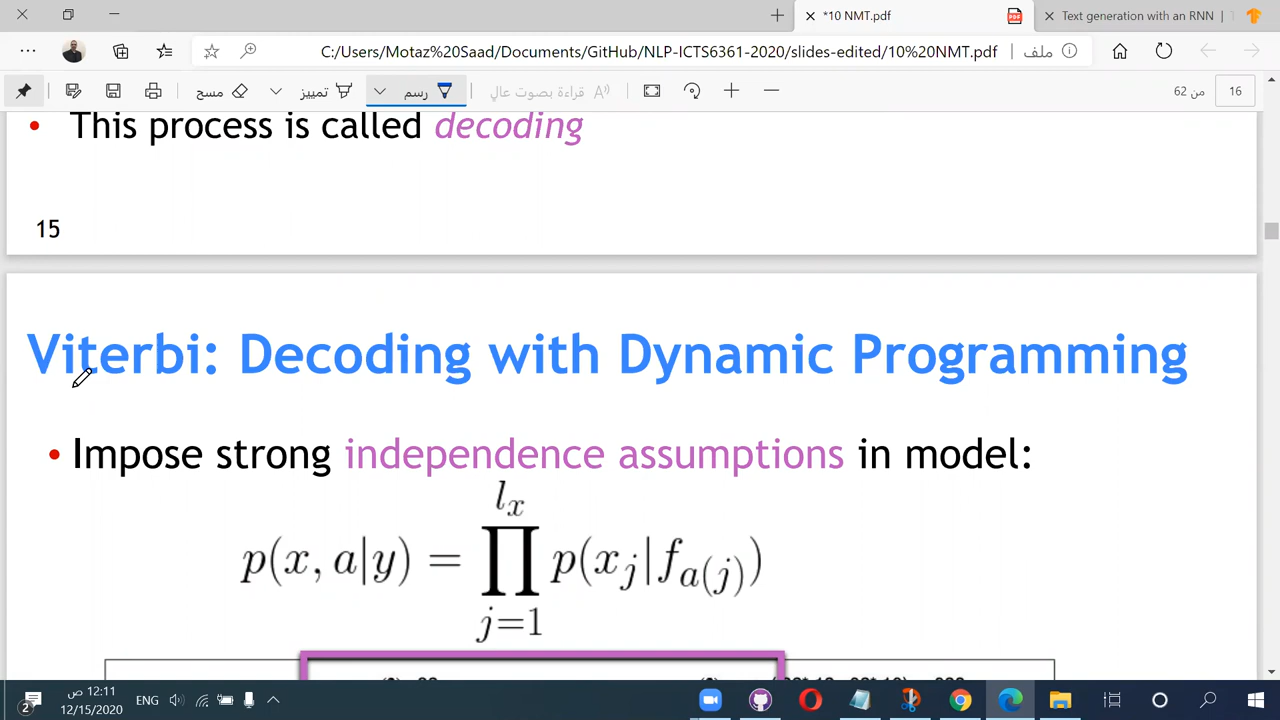 *10 NMT.pdf
Text generation with an RNN
C:/Users/Motaz%20Saad/Documents/GitHub/NLP-ICTS6361-2020/slides-edited/10%20NMT.pdf
ملف
مسح
تمييز
رسم
قراءة بصوت عالٍ
من 62
16
• This process is called decoding
15
Viterbi: Decoding with Dynamic Programming
• Impose strong independence assumptions in model:
p(x, a|y) = ∏_{j=1}^{l_x} p(x_j|f_{a(j)})
2
12:11 ص
12/15/2020
ENG